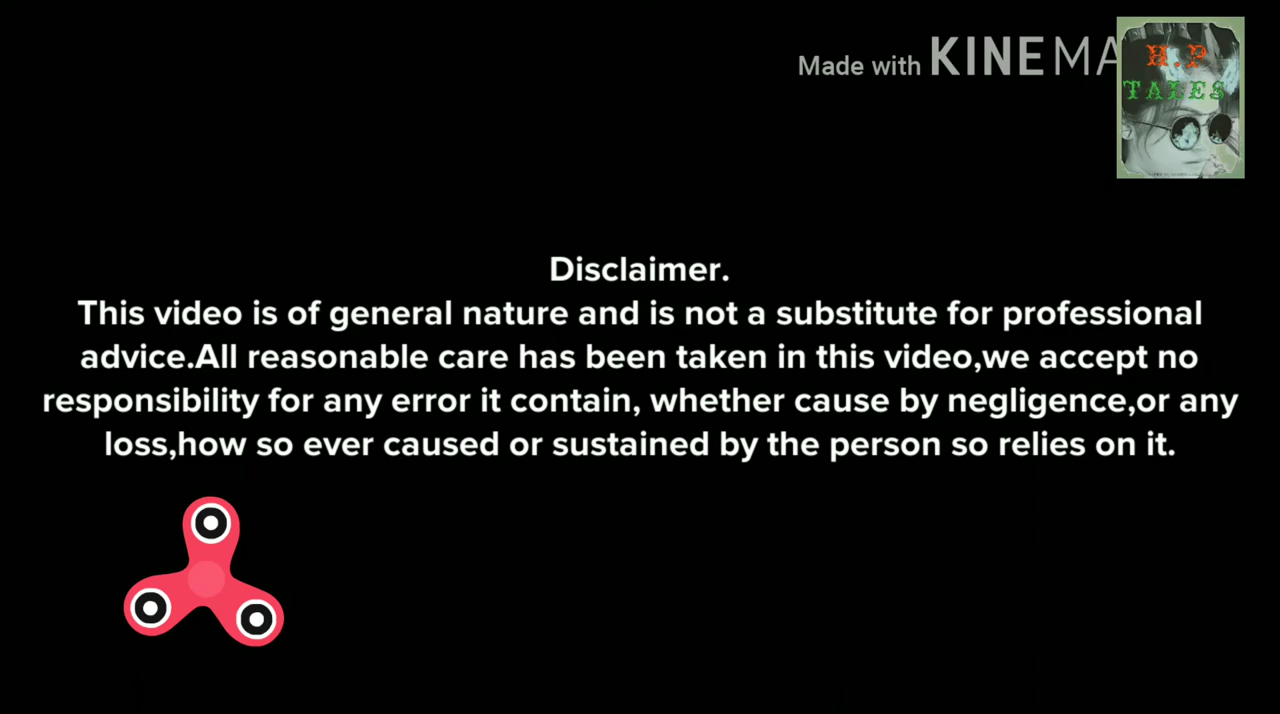 Made with KINEMA
H.P
TALES
Disclaimer.
This video is of general nature and is not a substitute for professional
advice.All reasonable care has been taken in this video,we accept no
responsibility for any error it contain, whether cause by negligence,or any
loss,how so ever caused or sustained by the person so relies on it.